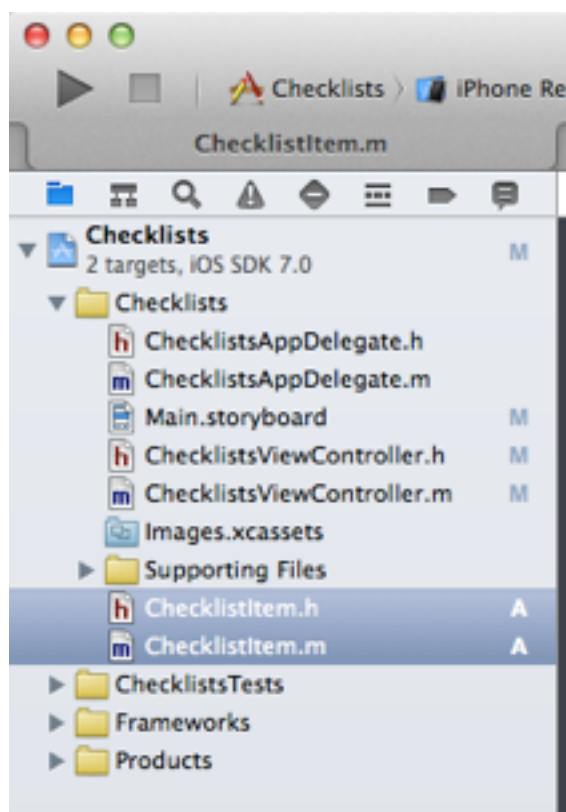 Checklists 〉 iPhone Re
ChecklistItem.m
Checklists M
2 targets, iOS SDK 7.0
Checklists
h ChecklistsAppDelegate.h
m ChecklistsAppDelegate.m
Main.storyboard M
h ChecklistsViewController.h M
m ChecklistsViewController.m M
Images.xcassets
Supporting Files
h ChecklistItem.h A
m ChecklistItem.m A
ChecklistsTests
Frameworks
Products